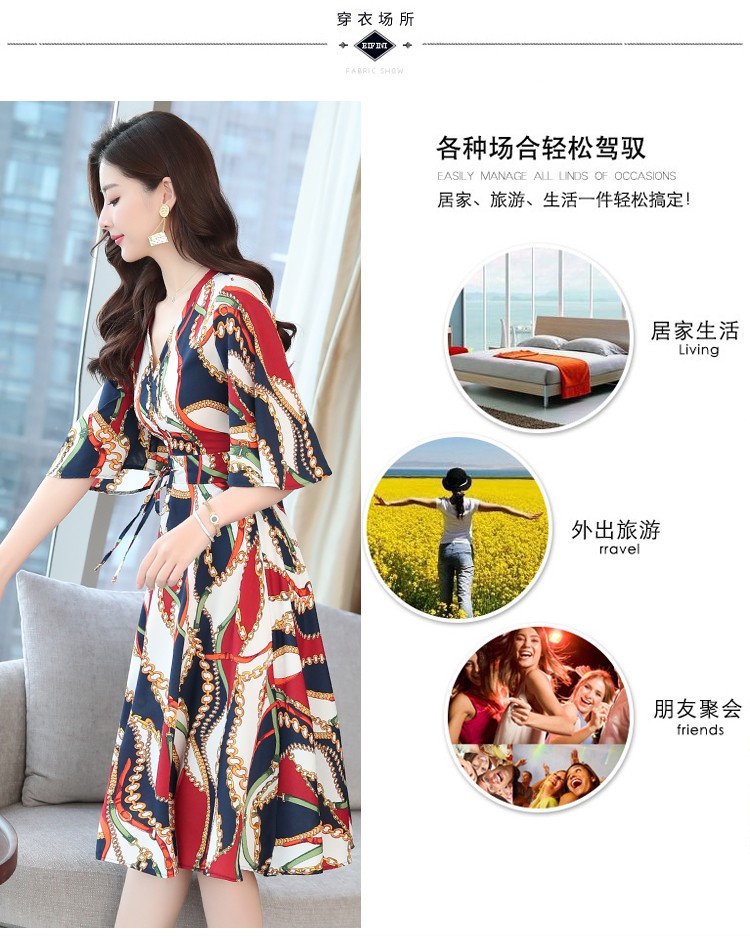 穿衣场所
EIFINI
FABRIC SHOW
各种场合轻松驾驭
EASILY MANAGE ALL LINDS OF OCCASIONS
居家、旅游、生活一件轻松搞定!
居家生活
Living
外出旅游
rravel
朋友聚会
friends